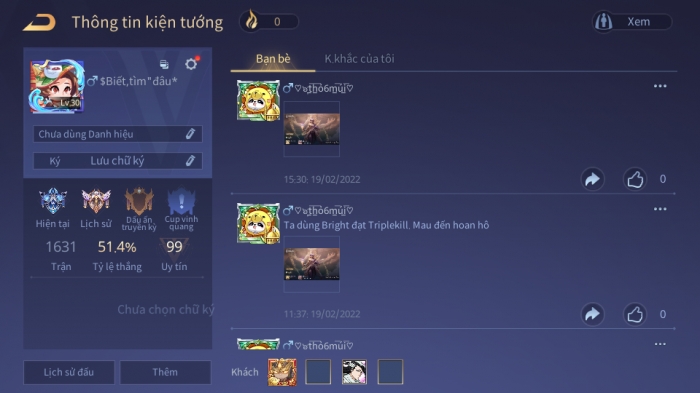 Thông tin kiện tướng
0
Xem
Bạn bè
K.khắc của tôi
$Biết,tìm"đâu*
Lv.30
Chưa dùng Danh hiệu
Ký Lưu chữ ký
Hiện tại
Lịch sử
Dấu ấn truyền kỳ
Cup vinh quang
1631
51.4%
99
Trận
Tỷ lệ thắng
Uy tín
Chưa chọn chữ ký
Lịch sử đấu
Thêm
15:30: 19/02/2022
0
Ta dùng Bright đạt Triplekill, Mau đến hoan hô
11:37: 19/02/2022
0
Khách